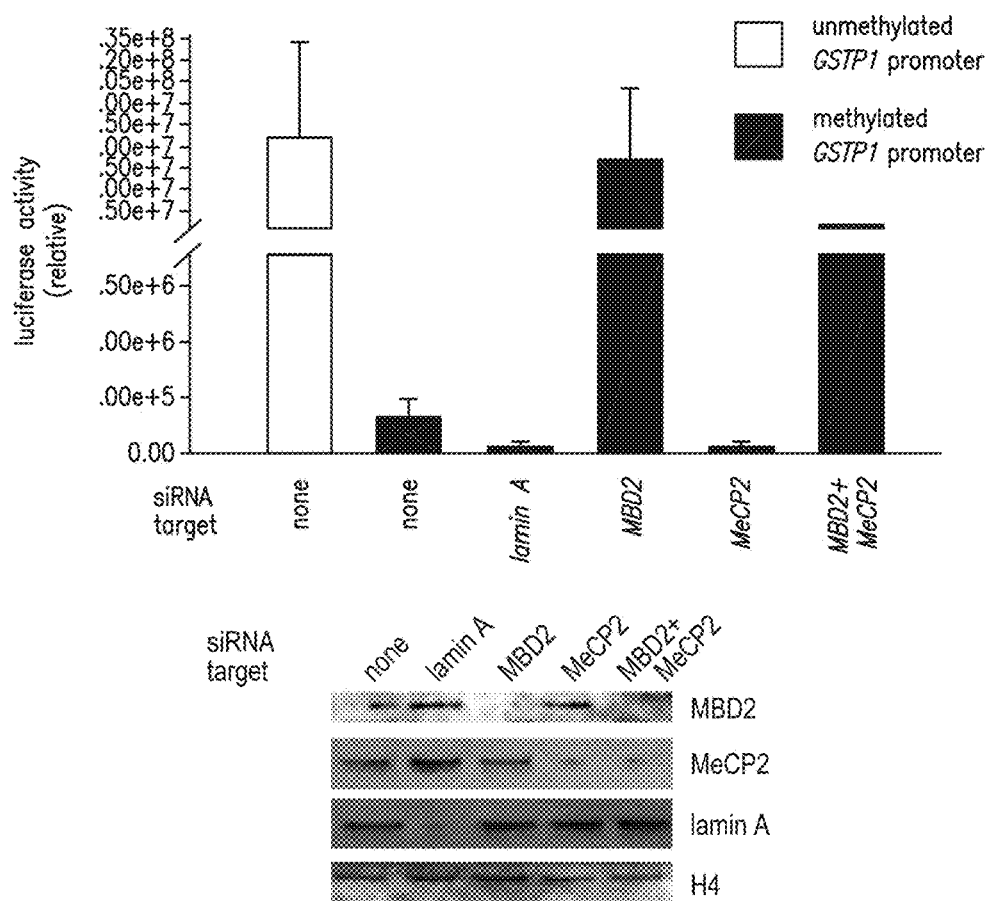 luciferase activity
(relative)
.35e+8
.20e+8
.05e+8
.00e+7
.50e+7
.00e+7
.50e+7
.00e+7
.50e+7
.50e+6
.00e+6
.00e+5
0.00
unmethylated
GSTP1 promoter
methylated
GSTP1 promoter
siRNA
target
none
none
lamin A
MBD2
MeCP2
MBD2+
MeCP2
siRNA
target
none
lamin A
MBD2
MeCP2
MBD2+
MeCP2
MBD2
MeCP2
lamin A
H4